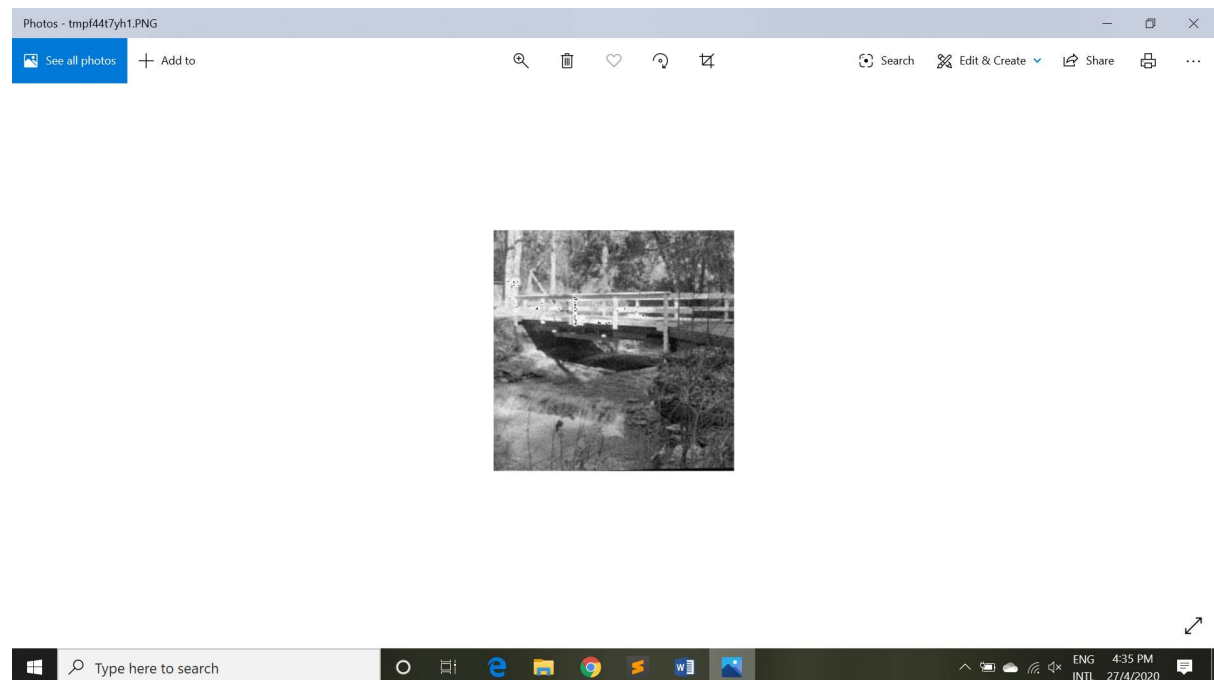 Photos - tmpf44t7yh1.PNG
See all photos
Add to
Search
Edit & Create
Share
Type here to search
ENG
INTL
4:35 PM
27/4/2020